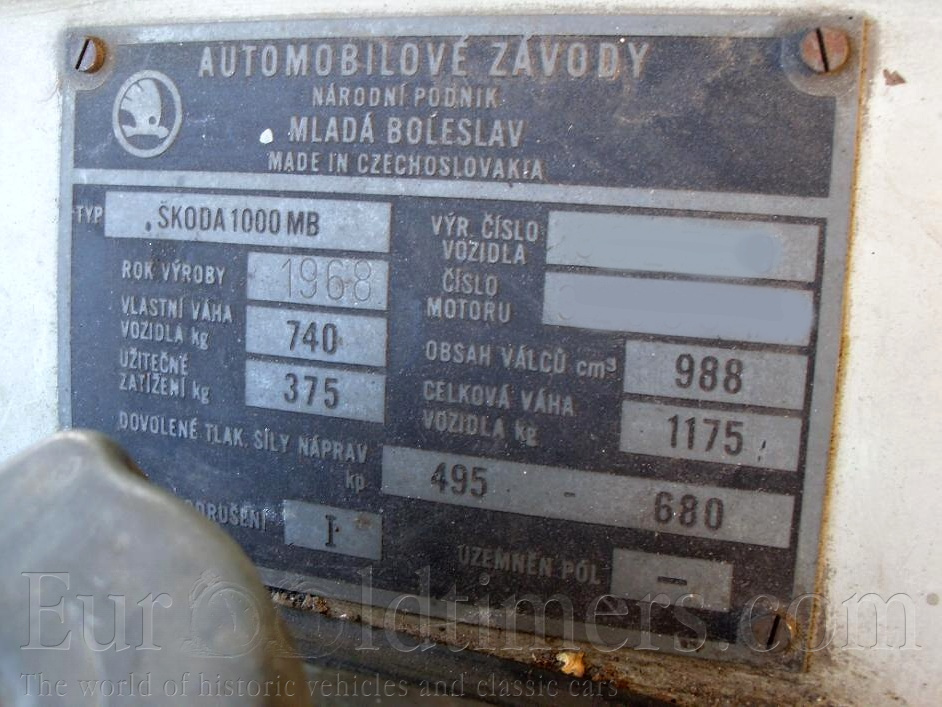 AUTOMOBILOVÉ ZÁVODY
NÁRODNÍ PODNIK
MLADÁ BOLESLAV
MADE IN CZECHOSLOVAKIA
TYP ŠKODA 1000 MB
ROK VÝROBY 1968
VLASTNÍ VÁHA
VOZIDLA kg 740
UŽITEČNÉ
ZATÍŽENÍ kg 375
VÝR. ČÍSLO
VOZIDLA
ČÍSLO
MOTORU
OBSAH VÁLCŮ cm³ 988
CELKOVÁ VÁHA
VOZIDLA kg 1175
DOVOLENÉ TLAK. SÍLY NÁPRAV
kp 495 - 680
I
UZEMNĚN PÓL –
EurOOldtimers.com
The world of historic vehicles and classic cars